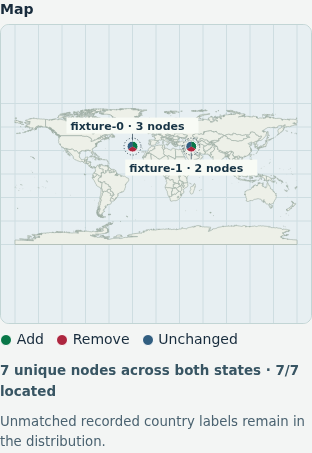 Map
fixture-0 · 3 nodes
fixture-1 · 2 nodes
Add Remove Unchanged
7 unique nodes across both states · 7/7
located
Unmatched recorded country labels remain in
the distribution.